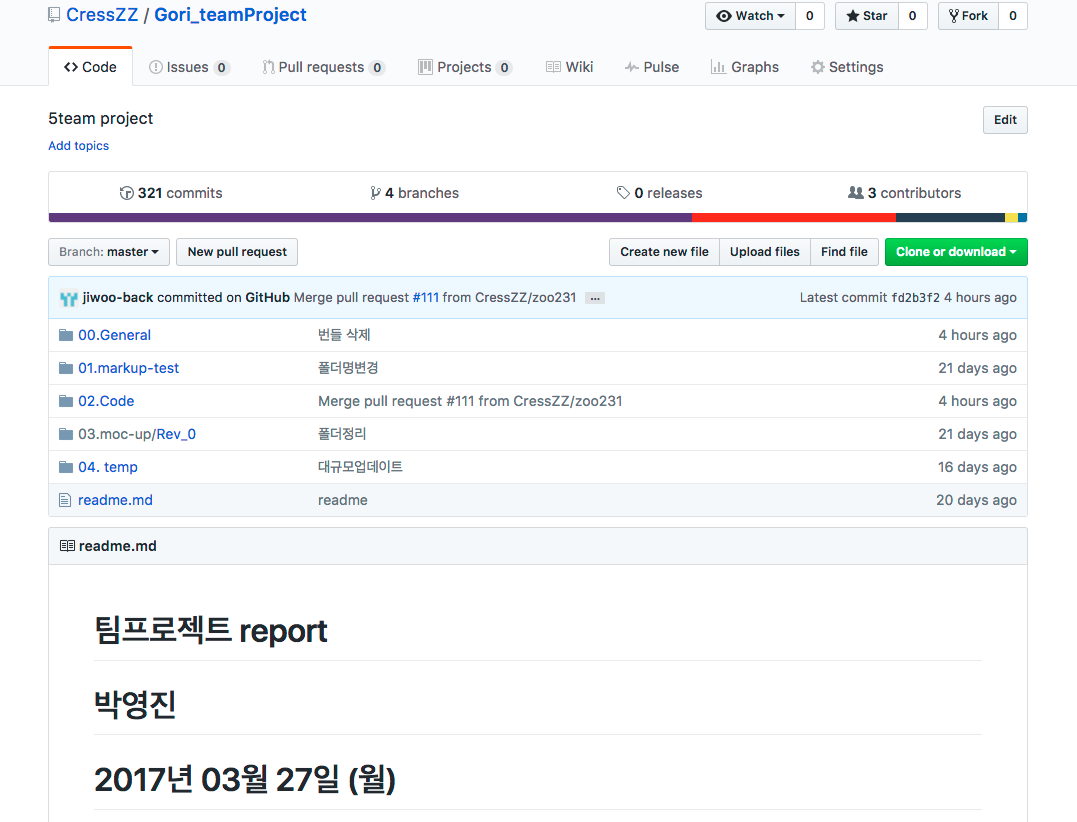 CressZZ / Gori_teamProject
Watch 0 Star 0 Fork 0
Code Issues 0 Pull requests 0 Projects 0 Wiki Pulse Graphs Settings
5team project
Edit
Add topics
321 commits 4 branches 0 releases 3 contributors
Branch: master New pull request Create new file Upload files Find file Clone or download
jiwoo-back committed on GitHub Merge pull request #111 from CressZZ/zoo231 ... Latest commit fd2b3f2 4 hours ago
00.General 번들 삭제 4 hours ago
01.markup-test 폴더명변경 21 days ago
02.Code Merge pull request #111 from CressZZ/zoo231 4 hours ago
03.moc-up/Rev_0 폴더정리 21 days ago
04. temp 대규모업데이트 16 days ago
readme.md readme 20 days ago
readme.md
팀프로젝트 report
박영진
2017년 03월 27일 (월)